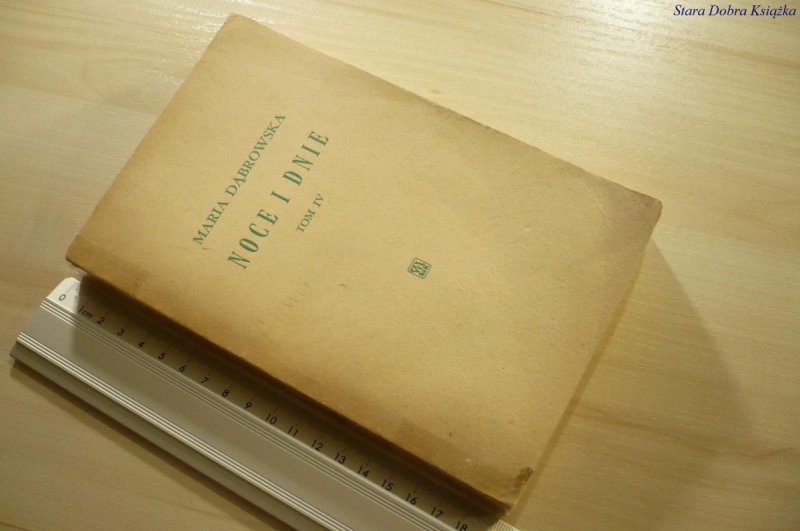 Stara Dobra Książka
MARIA DĄBROWSKA
NOCE I DNIE
TOM IV
0 1cm 2 3 4 5 6 7 8 9 10 11 12 13 14 15 16 17 18